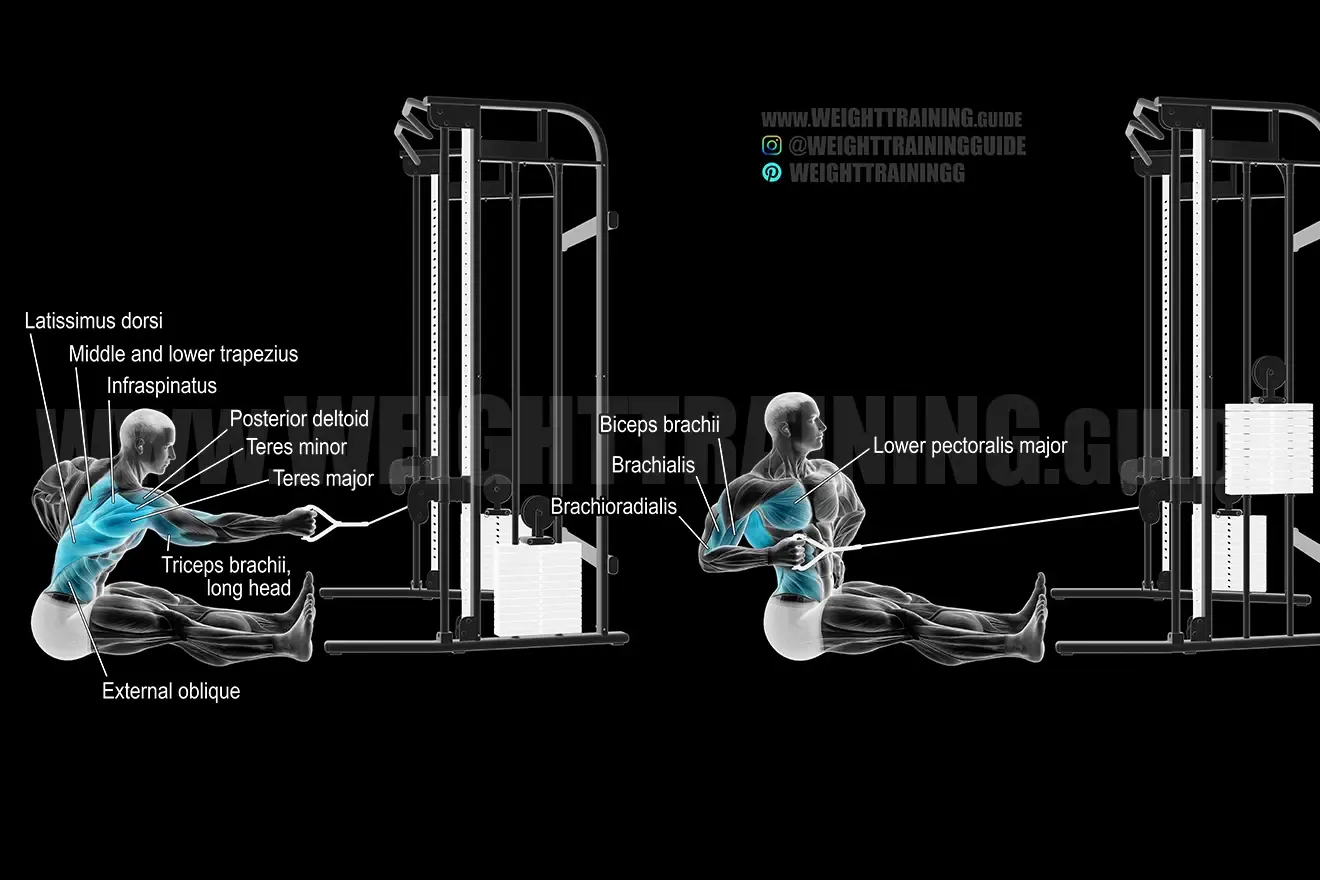 www.WEIGHTTRAINING.GUIDE
@WEIGHTTRAININGGUIDE
WEIGHTTRAININGG
Latissimus dorsi
Middle and lower trapezius
Infraspinatus
Posterior deltoid
Teres minor
Teres major
Triceps brachii,
long head
External oblique
Biceps brachii
Brachialis
Brachioradialis
Lower pectoralis major
www.WEIGHTTRAINING.GUIDE